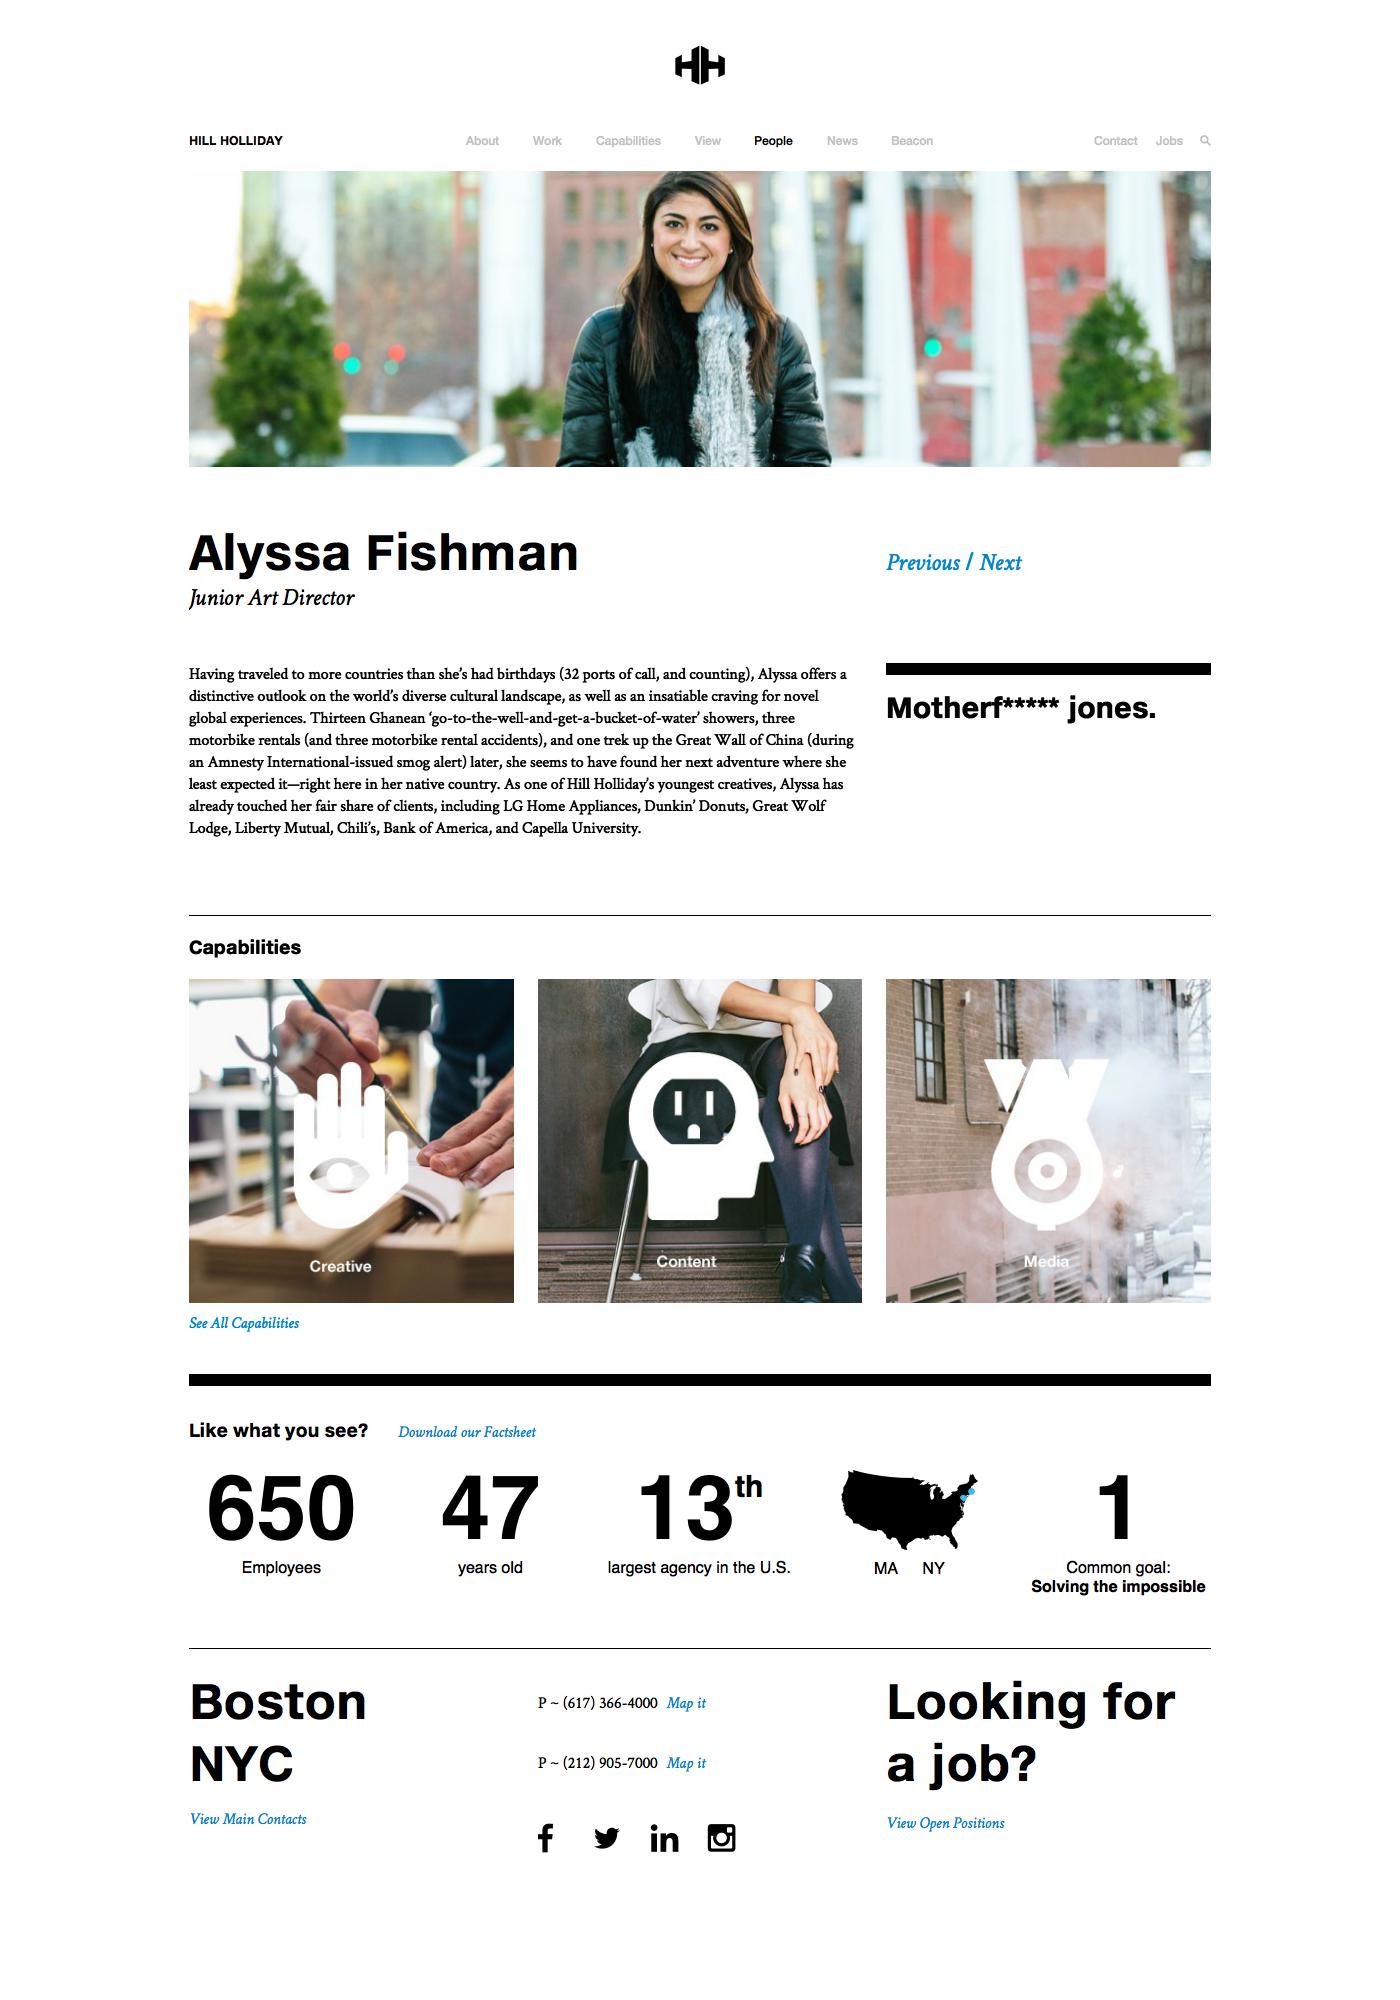 HILL HOLLIDAY About Work Capabilities View People News Beacon Contact Jobs
Alyssa Fishman
Previous / Next
Junior Art Director
Having traveled to more countries than she's had birthdays (32 ports of call, and counting), Alyssa offers a
distinctive outlook on the world's diverse cultural landscape, as well as an insatiable craving for novel
global experiences. Thirteen Ghanean ‘go-to-the-well-and-get-a-bucket-of-water’ showers, three
motorbike rentals (and three motorbike rental accidents), and one trek up the Great Wall of China (during
an Amnesty International-issued smog alert) later, she seems to have found her next adventure where she
least expected it—right here in her native country. As one of Hill Holliday's youngest creatives, Alyssa has
already touched her fair share of clients, including LG Home Appliances, Dunkin’ Donuts, Great Wolf
Lodge, Liberty Mutual, Chili's, Bank of America, and Capella University.
Motherf***** jones.
Capabilities
Creative
Content
Media
See All Capabilities
Like what you see? Download our Factsheet
650
Employees
47
years old
13th
largest agency in the U.S.
MA NY
1
Common goal:
Solving the impossible
Boston
NYC
View Main Contacts
P ~ (617) 366-4000 Map it
P ~ (212) 905-7000 Map it
Looking for
a job?
View Open Positions